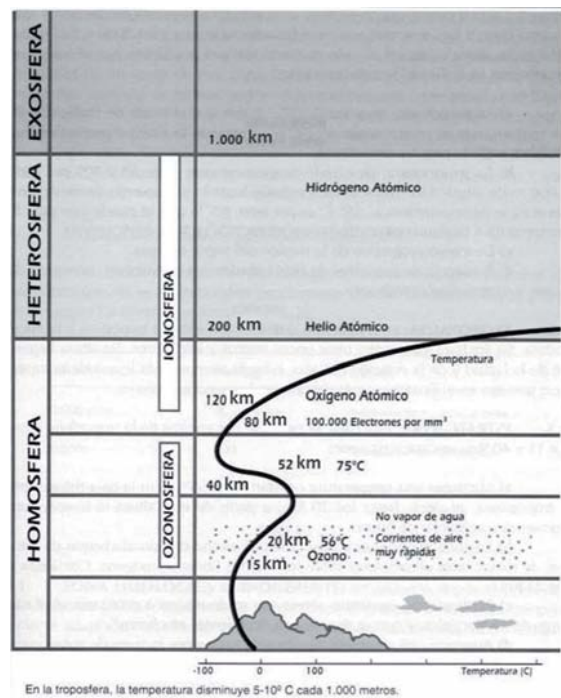 EXOSFERA
1.000 km
HETEROSFERA
IONOSFERA
Hidrógeno Atómico
200 km Helio Atómico
Temperatura
120 km Oxígeno Atómico
80 km 100.000 Electrones por mm³
HOMOSFERA
OZONOSFERA
52 km 75°C
40 km
No vapor de agua
20 km 56°C Corrientes de aire
Ozono muy rápidas
15 km
-100 0 100 Temperatura (C)
En la troposfera, la temperatura disminuye 5-10º C cada 1.000 metros.